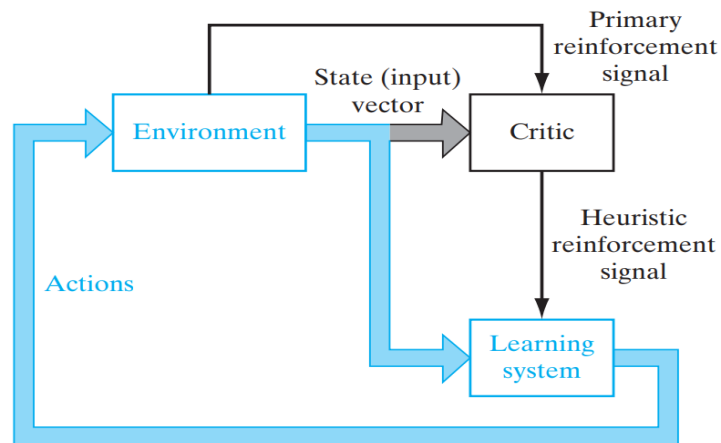 Primary
reinforcement
signal
State (input)
vector
Environment
Critic
Heuristic
reinforcement
signal
Actions
Learning
system